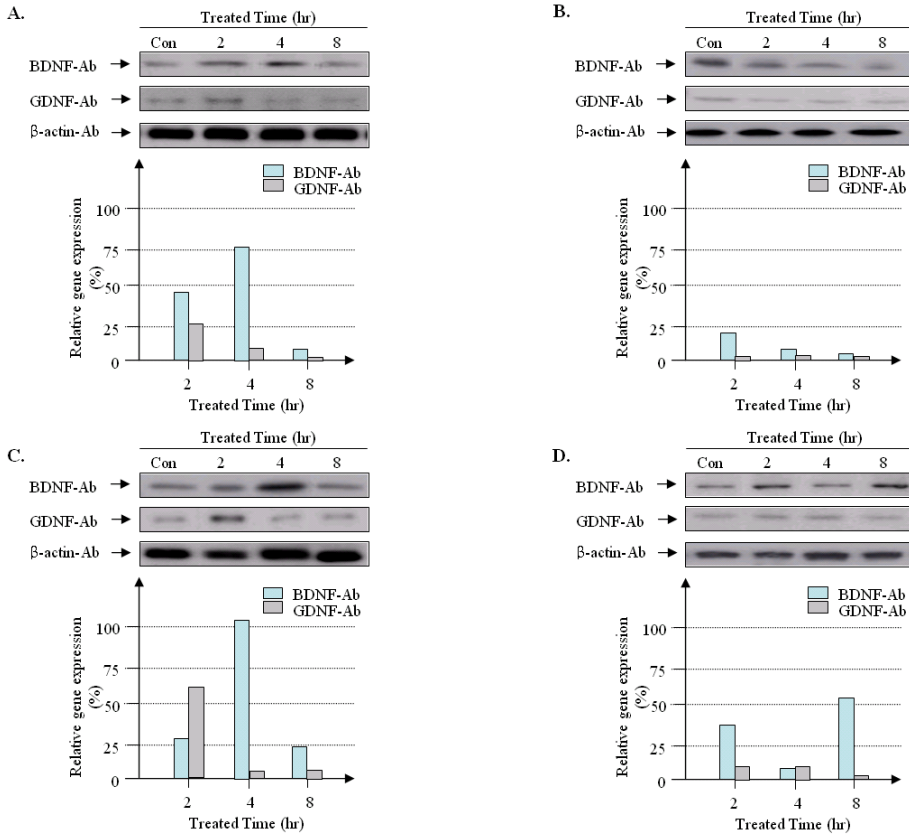 A.
Treated Time (hr)
Con 2 4 8
BDNF-Ab
GDNF-Ab
β-actin-Ab
BDNF-Ab
GDNF-Ab
Relative gene expression
(%)
100
75
50
25
0
2 4 8
Treated Time (hr)
B.
Treated Time (hr)
Con 2 4 8
BDNF-Ab
GDNF-Ab
β-actin-Ab
BDNF-Ab
GDNF-Ab
Relative gene expression
(%)
100
75
50
25
0
2 4 8
Treated Time (hr)
C.
Treated Time (hr)
Con 2 4 8
BDNF-Ab
GDNF-Ab
β-actin-Ab
BDNF-Ab
GDNF-Ab
Relative gene expression
(%)
100
75
50
25
0
2 4 8
Treated Time (hr)
D.
Treated Time (hr)
Con 2 4 8
BDNF-Ab
GDNF-Ab
β-actin-Ab
BDNF-Ab
GDNF-Ab
Relative gene expression
(%)
100
75
50
25
0
2 4 8
Treated Time (hr)